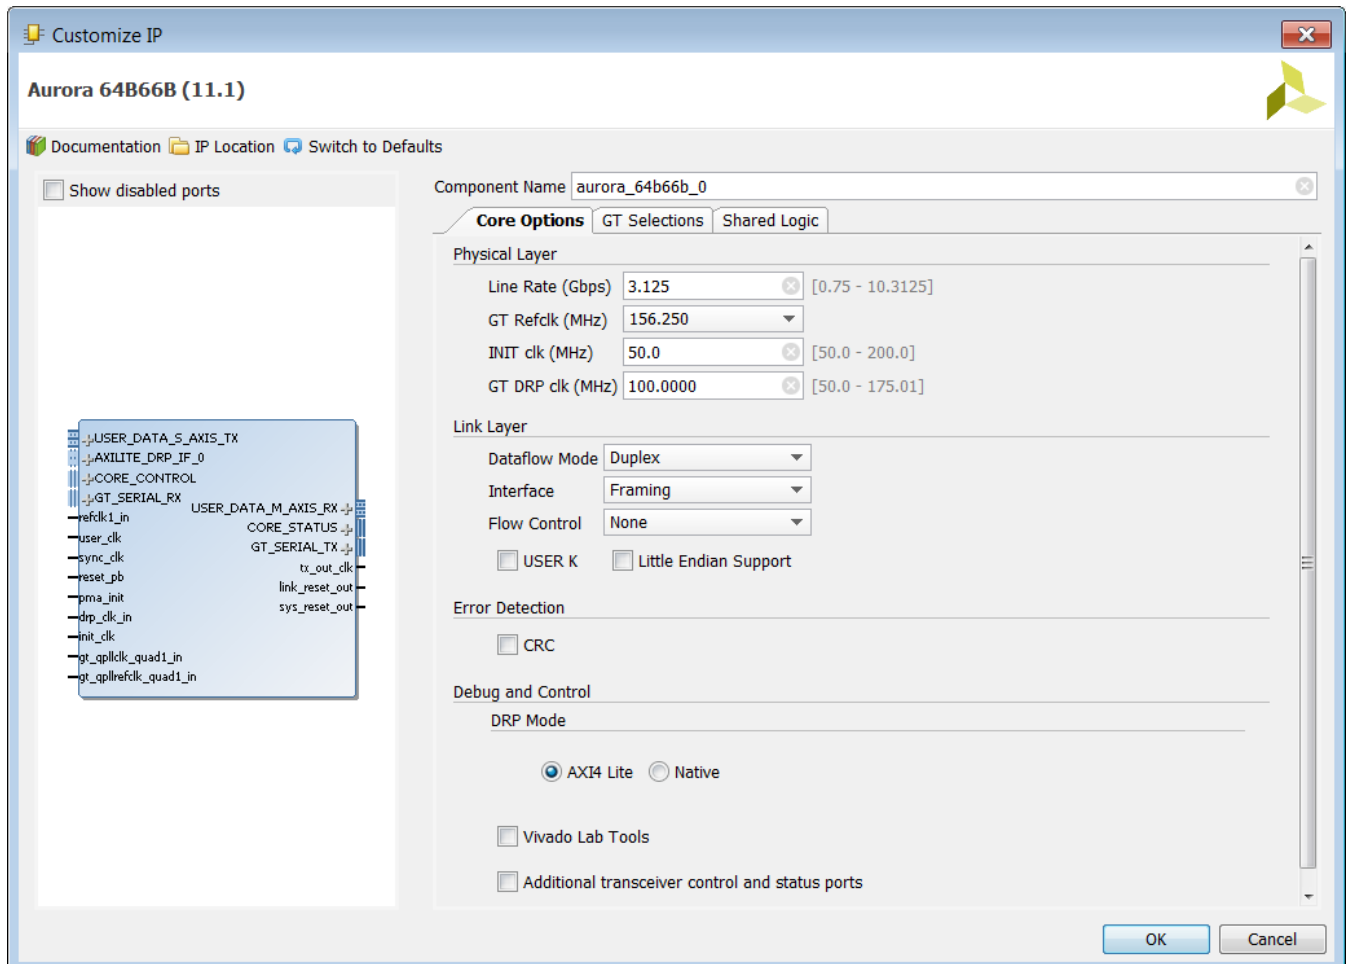 Customize IP
Aurora 64B66B (11.1)
Documentation IP Location Switch to Defaults
Show disabled ports
USER_DATA_S_AXIS_TX
AXILITE_DRP_IF_0
CORE_CONTROL
GT_SERIAL_RX
refclk1_in
user_clk
sync_clk
reset_pb
pma_init
drp_clk_in
init_clk
gt_qpllclk_quad1_in
gt_qpllrefclk_quad1_in
USER_DATA_M_AXIS_RX
CORE_STATUS
GT_SERIAL_TX
tx_out_clk
link_reset_out
sys_reset_out
Component Name aurora_64b66b_0
Core Options GT Selections Shared Logic
Physical Layer
Line Rate (Gbps) 3.125 [0.75 - 10.3125]
GT Refclk (MHz) 156.250
INIT clk (MHz) 50.0 [50.0 - 200.0]
GT DRP clk (MHz) 100.0000 [50.0 - 175.01]
Link Layer
Dataflow Mode Duplex
Interface Framing
Flow Control None
USER K Little Endian Support
Error Detection
CRC
Debug and Control
DRP Mode
AXI4 Lite Native
Vivado Lab Tools
Additional transceiver control and status ports
OK Cancel